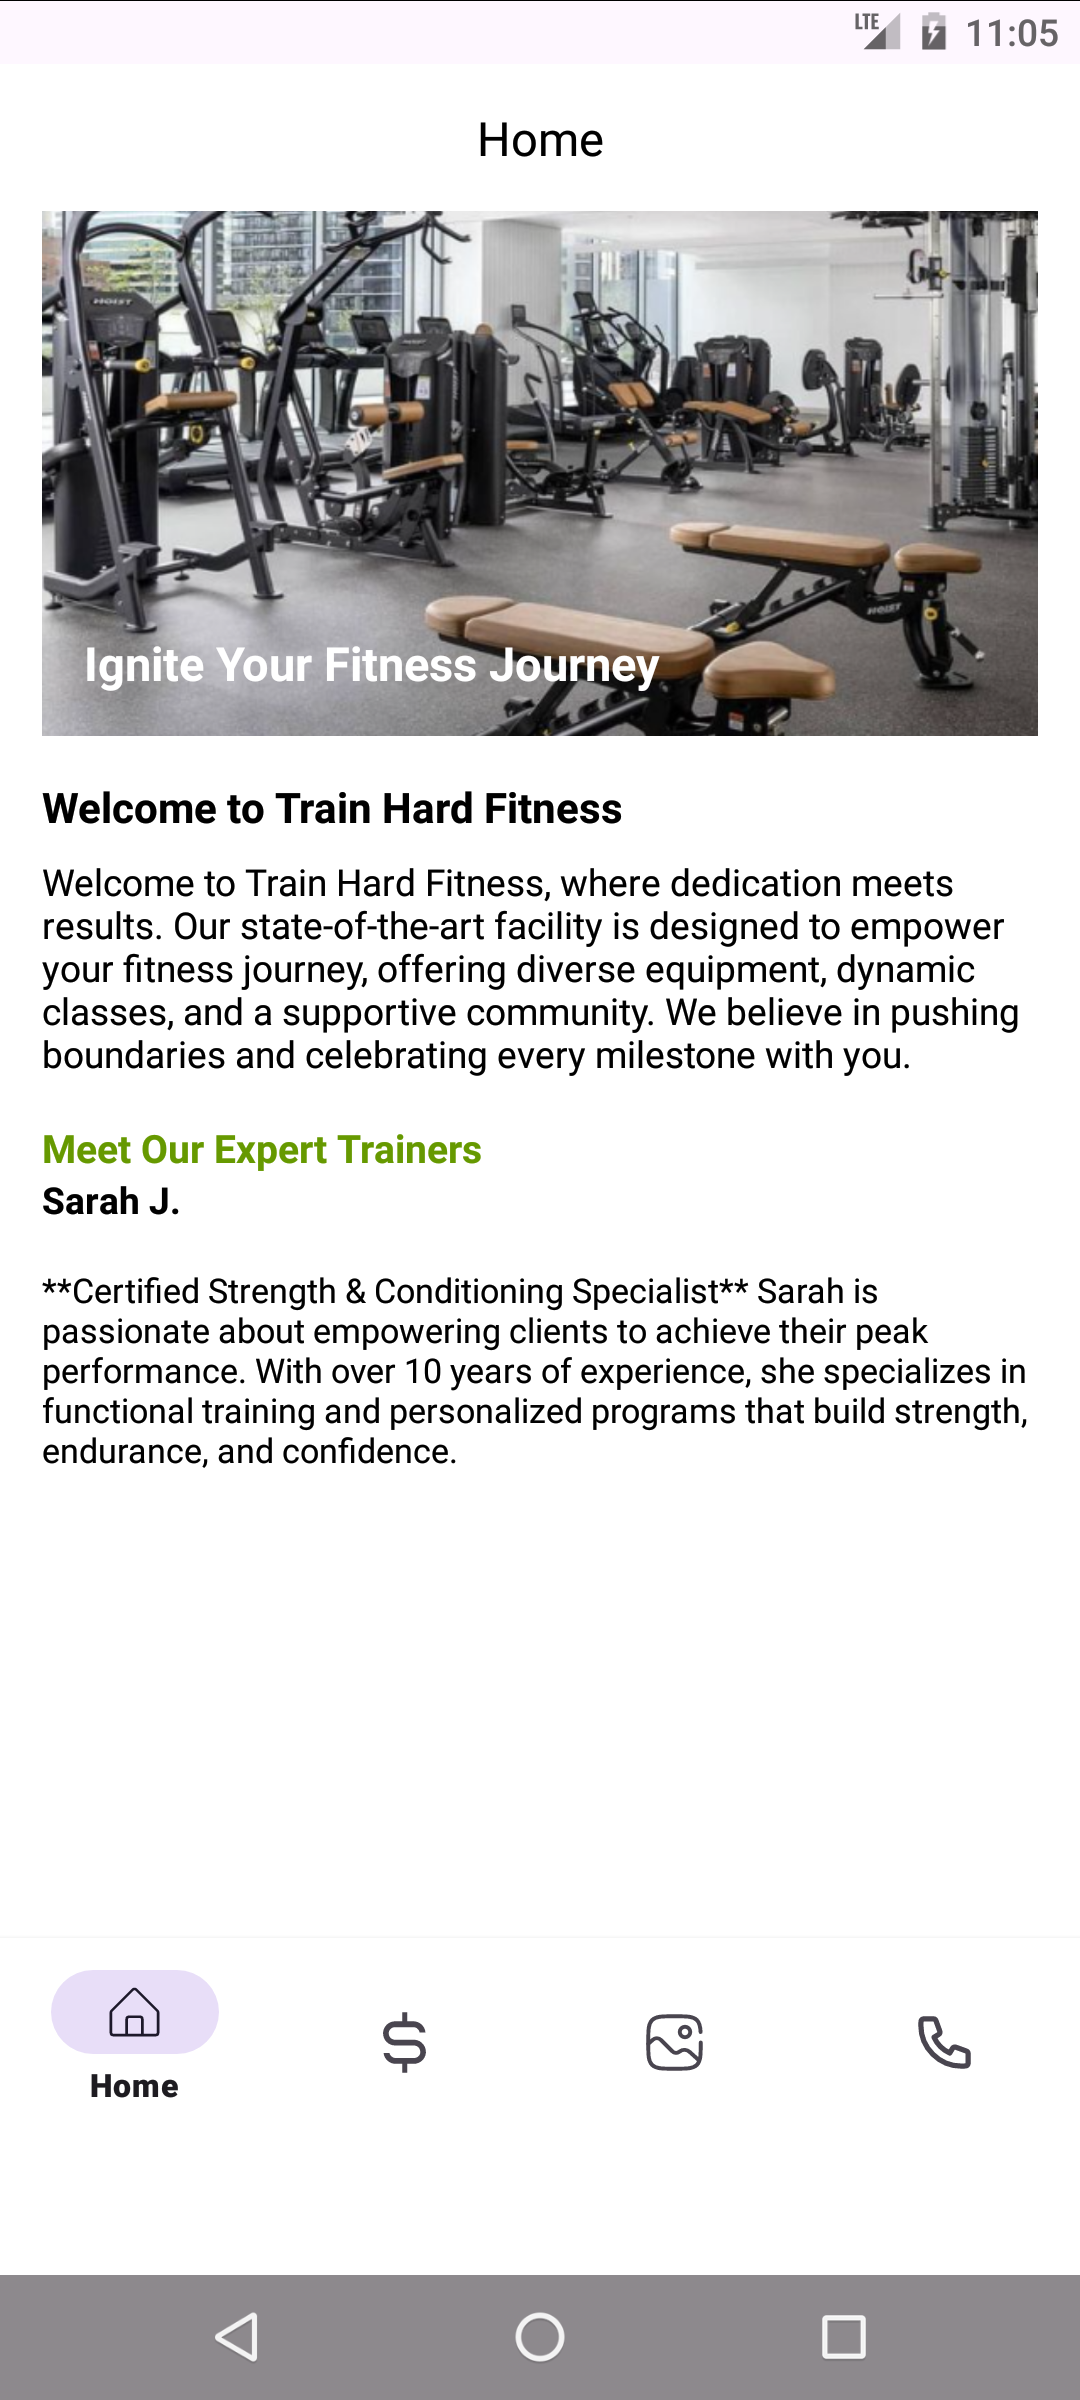 LTE 11:05
Home
HOIST
HOIST
Ignite Your Fitness Journey
Welcome to Train Hard Fitness
Welcome to Train Hard Fitness, where dedication meets
results. Our state-of-the-art facility is designed to empower
your fitness journey, offering diverse equipment, dynamic
classes, and a supportive community. We believe in pushing
boundaries and celebrating every milestone with you.
Meet Our Expert Trainers
Sarah J.
**Certified Strength & Conditioning Specialist** Sarah is
passionate about empowering clients to achieve their peak
performance. With over 10 years of experience, she specializes in
functional training and personalized programs that build strength,
endurance, and confidence.
Home